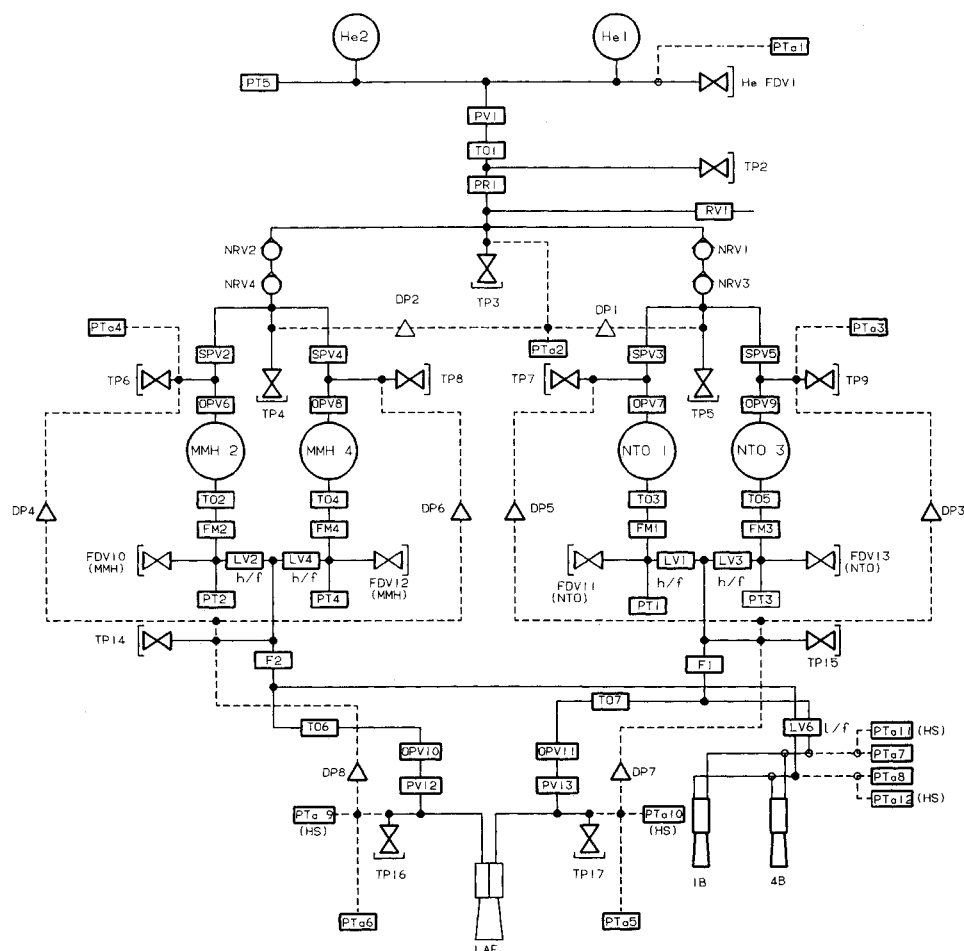 He2
He1
PTa1
PT5
He FDV1
PV1
TO1
TP2
PR1
RV1
NRV2
NRV1
NRV4
NRV3
TP3
DP2
DP1
PTa4
PTa3
PTa2
SPV2
SPV4
SPV3
SPV5
TP6
TP8
TP7
TP9
TP4
TP5
OPV6
OPV8
OPV7
OPV9
MMH 2
MMH 4
NTO 1
NTO 3
TO2
TO4
TO3
TO5
DP4
DP6
DP5
DP3
FM2
FM4
FM1
FM3
FDV10
(MMH)
LV2
LV4
h/f
h/f
FDV12
(MMH)
LV1
LV3
h/f
h/f
FDV11
(NTO)
FDV13
(NTO)
PT2
PT4
PT1
PT3
TP14
TP15
F2
F1
TO6
TO7
LV6
l/f
PTa11
(HS)
PTa7
PTa8
PTa12
(HS)
OPV10
OPV11
DP8
DP7
PV12
PV13
PTa 9
(HS)
PTa10
(HS)
TP16
TP17
1B
4B
PTa6
PTa5
LAE